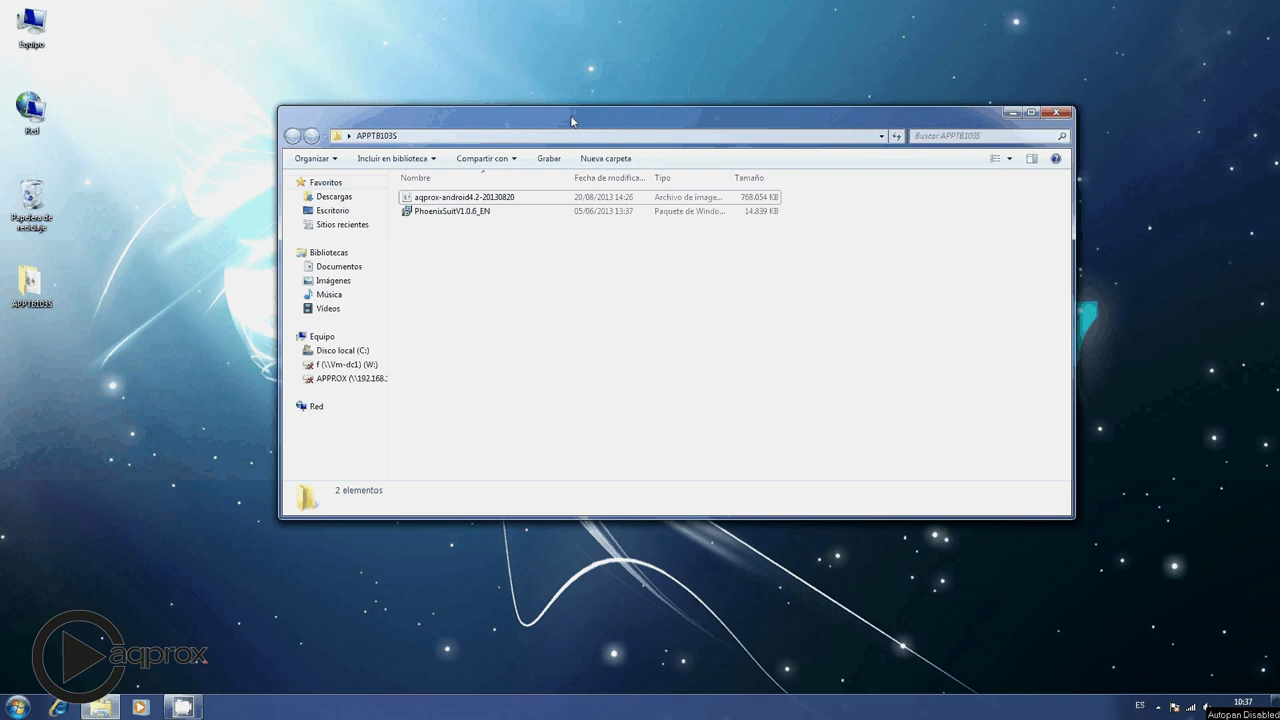 Equipo
Red
Papelera de reciclaje
APPTB103S
APPTB103S
Buscar APPTB103S
Organizar Incluir en biblioteca Compartir con Grabar Nueva carpeta
Nombre Fecha de modifica... Tipo Tamaño
aqprox-android4.2-20130820 20/08/2013 14:26 Archivo de image... 768.054 KB
PhoenixSuitV1.0.6_EN 05/06/2013 13:37 Paquete de Windo... 14.839 KB
Favoritos
Descargas
Escritorio
Sitios recientes
Bibliotecas
Documentos
Imágenes
Música
Vídeos
Equipo
Disco local (C:)
f (\\Vm-dc1) (W:)
APPROX (\\192.168.
Red
2 elementos
aqprox
ES
10:37
Autopan Disabled